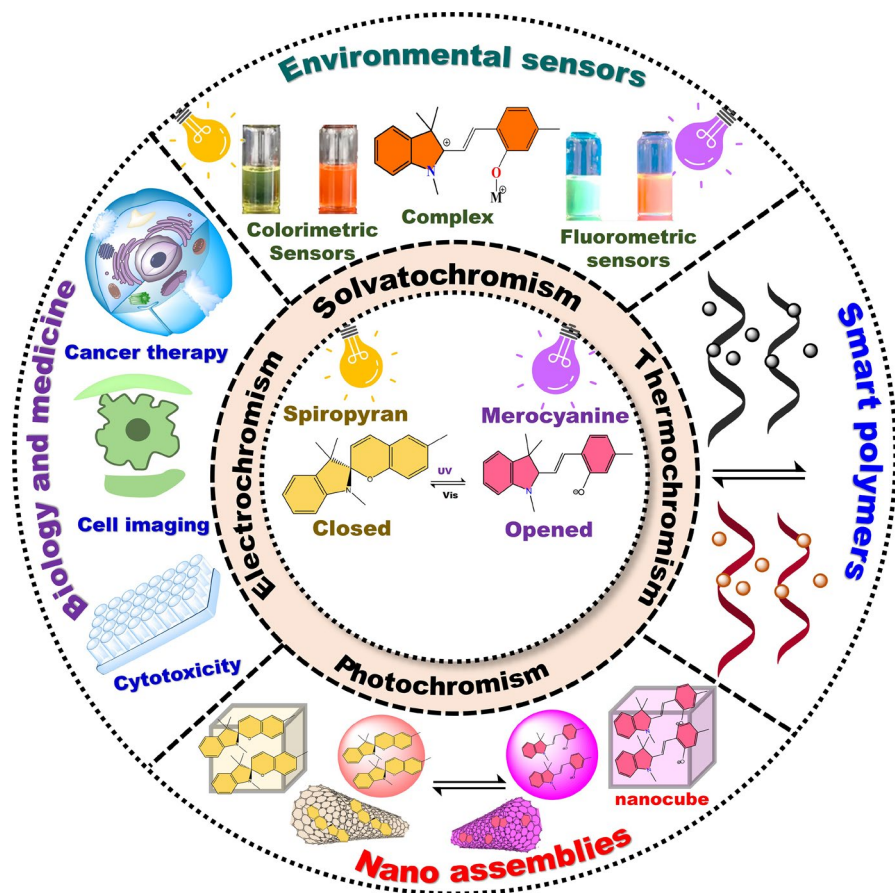 Environmental sensors
N
+
O
M
+
Complex
Colorimetric
Sensors
Fluorometric
sensors
Solvatochromism
Biology and medicine
Cancer therapy
Cell imaging
Cytotoxicity
Electrochromism
Thermochromism
Smart polymers
Spiropyran
Merocyanine
N
O
UV
Vis
N
O
Closed
Opened
Photochromism
nanocube
Nano assemblies